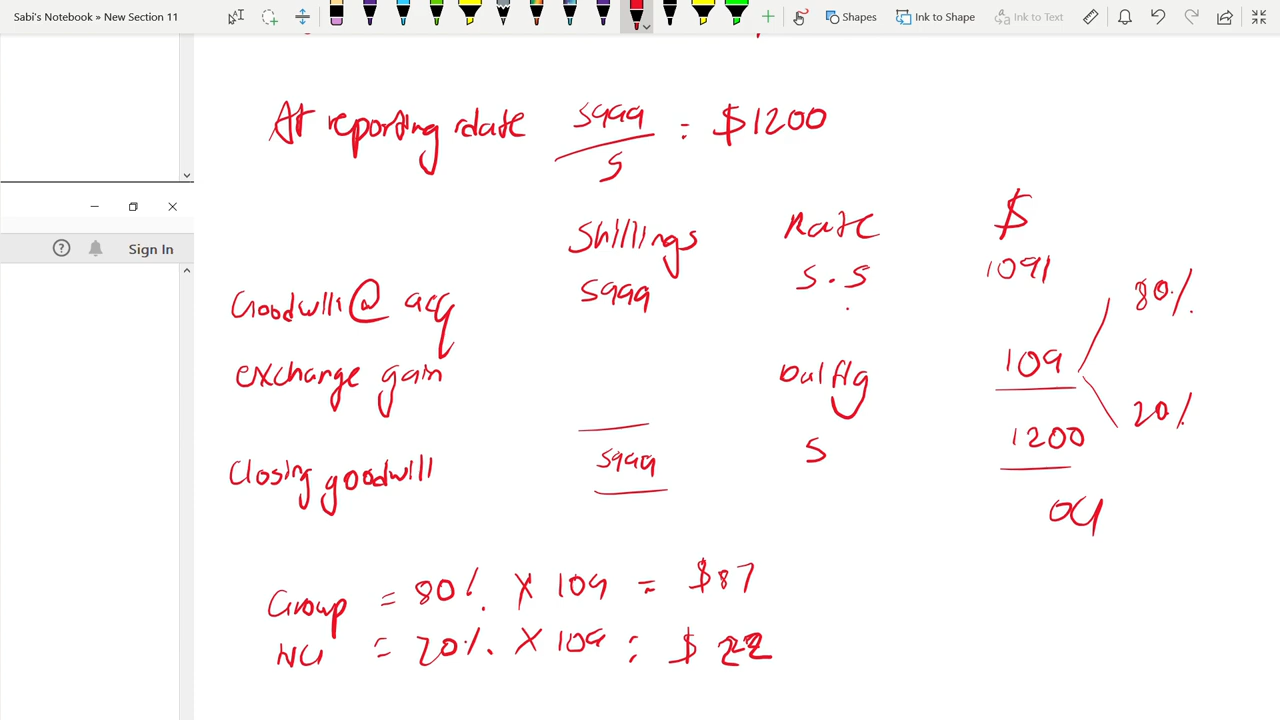 Sabi's Notebook » New Section 11
Shapes
Ink to Shape
Ink to Text
Sign In
At reporting date 5999 / 5 = $1200
Shillings Rate $
Goodwill @ acq 5999 5.5 1091
80%
exchange gain balfig 109
20%
Closing goodwill 5999 5 1200
OCI
Group = 80% X 109 = $87
NCI = 20% X 109 = $22